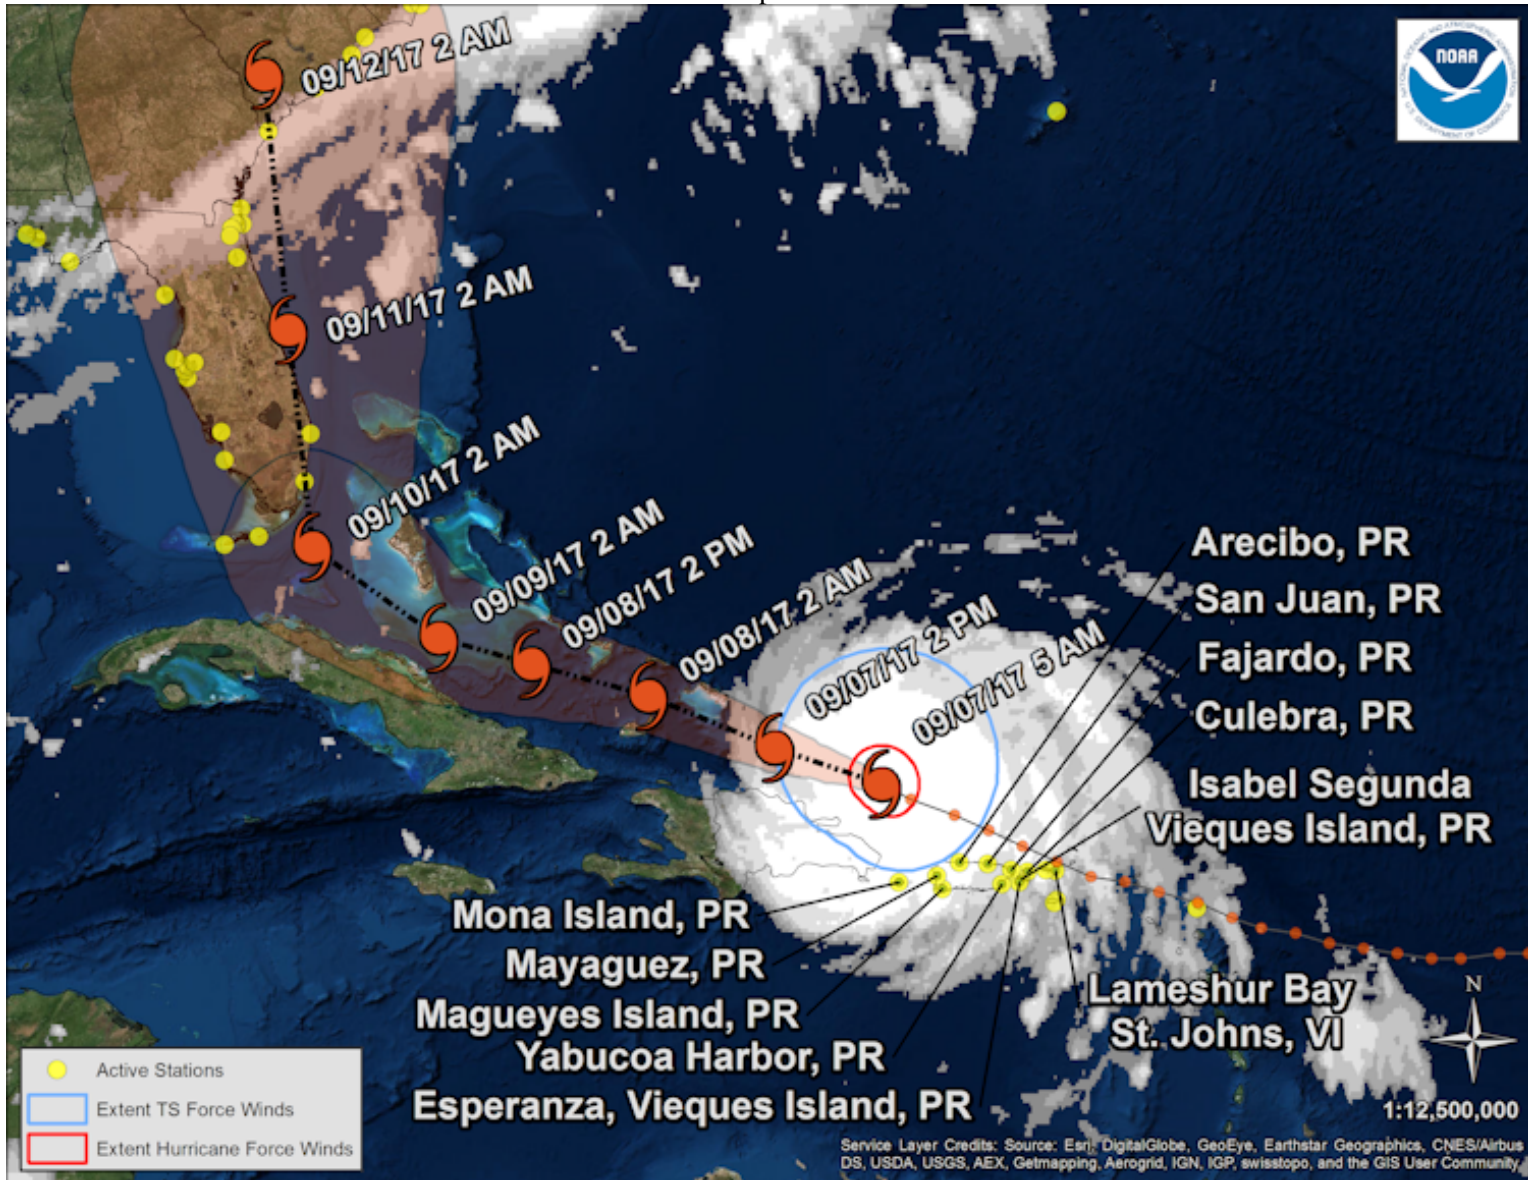 09/12/17 2 AM
NOAA
09/11/17 2 AM
09/10/17 2 AM
09/09/17 2 AM
09/08/17 2 PM
09/08/17 2 AM
09/07/17 2 PM
09/07/17 5 AM
Arecibo, PR
San Juan, PR
Fajardo, PR
Culebra, PR
Isabel Segunda
Vieques Island, PR
Mona Island, PR
Mayaguez, PR
Magueyes Island, PR
Yabucoa Harbor, PR
Esperanza, Vieques Island, PR
Lameshur Bay
St. Johns, VI
N
1:12,500,000
Active Stations
Extent TS Force Winds
Extent Hurricane Force Winds
Service Layer Credits: Source: Esri, DigitalGlobe, GeoEye, Earthstar Geographics, CNES/Airbus
DS, USDA, USGS, AEX, Getmapping, Aerogrid, IGN, IGP, swisstopo, and the GIS User Community